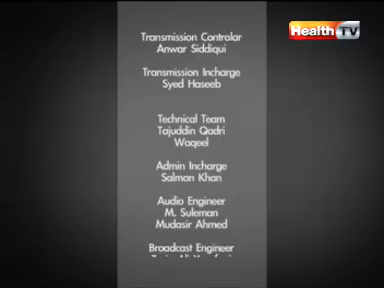 Health TV
Transmission Controlar
Anwar Siddiqui
Transmission Incharge
Syed Haseeb
Technical Team
Tajuddin Qadri
Waqeel
Admin Incharge
Salman Khan
Audio Engineer
M. Suleman
Mudasir Ahmed
Broadcast Engineer